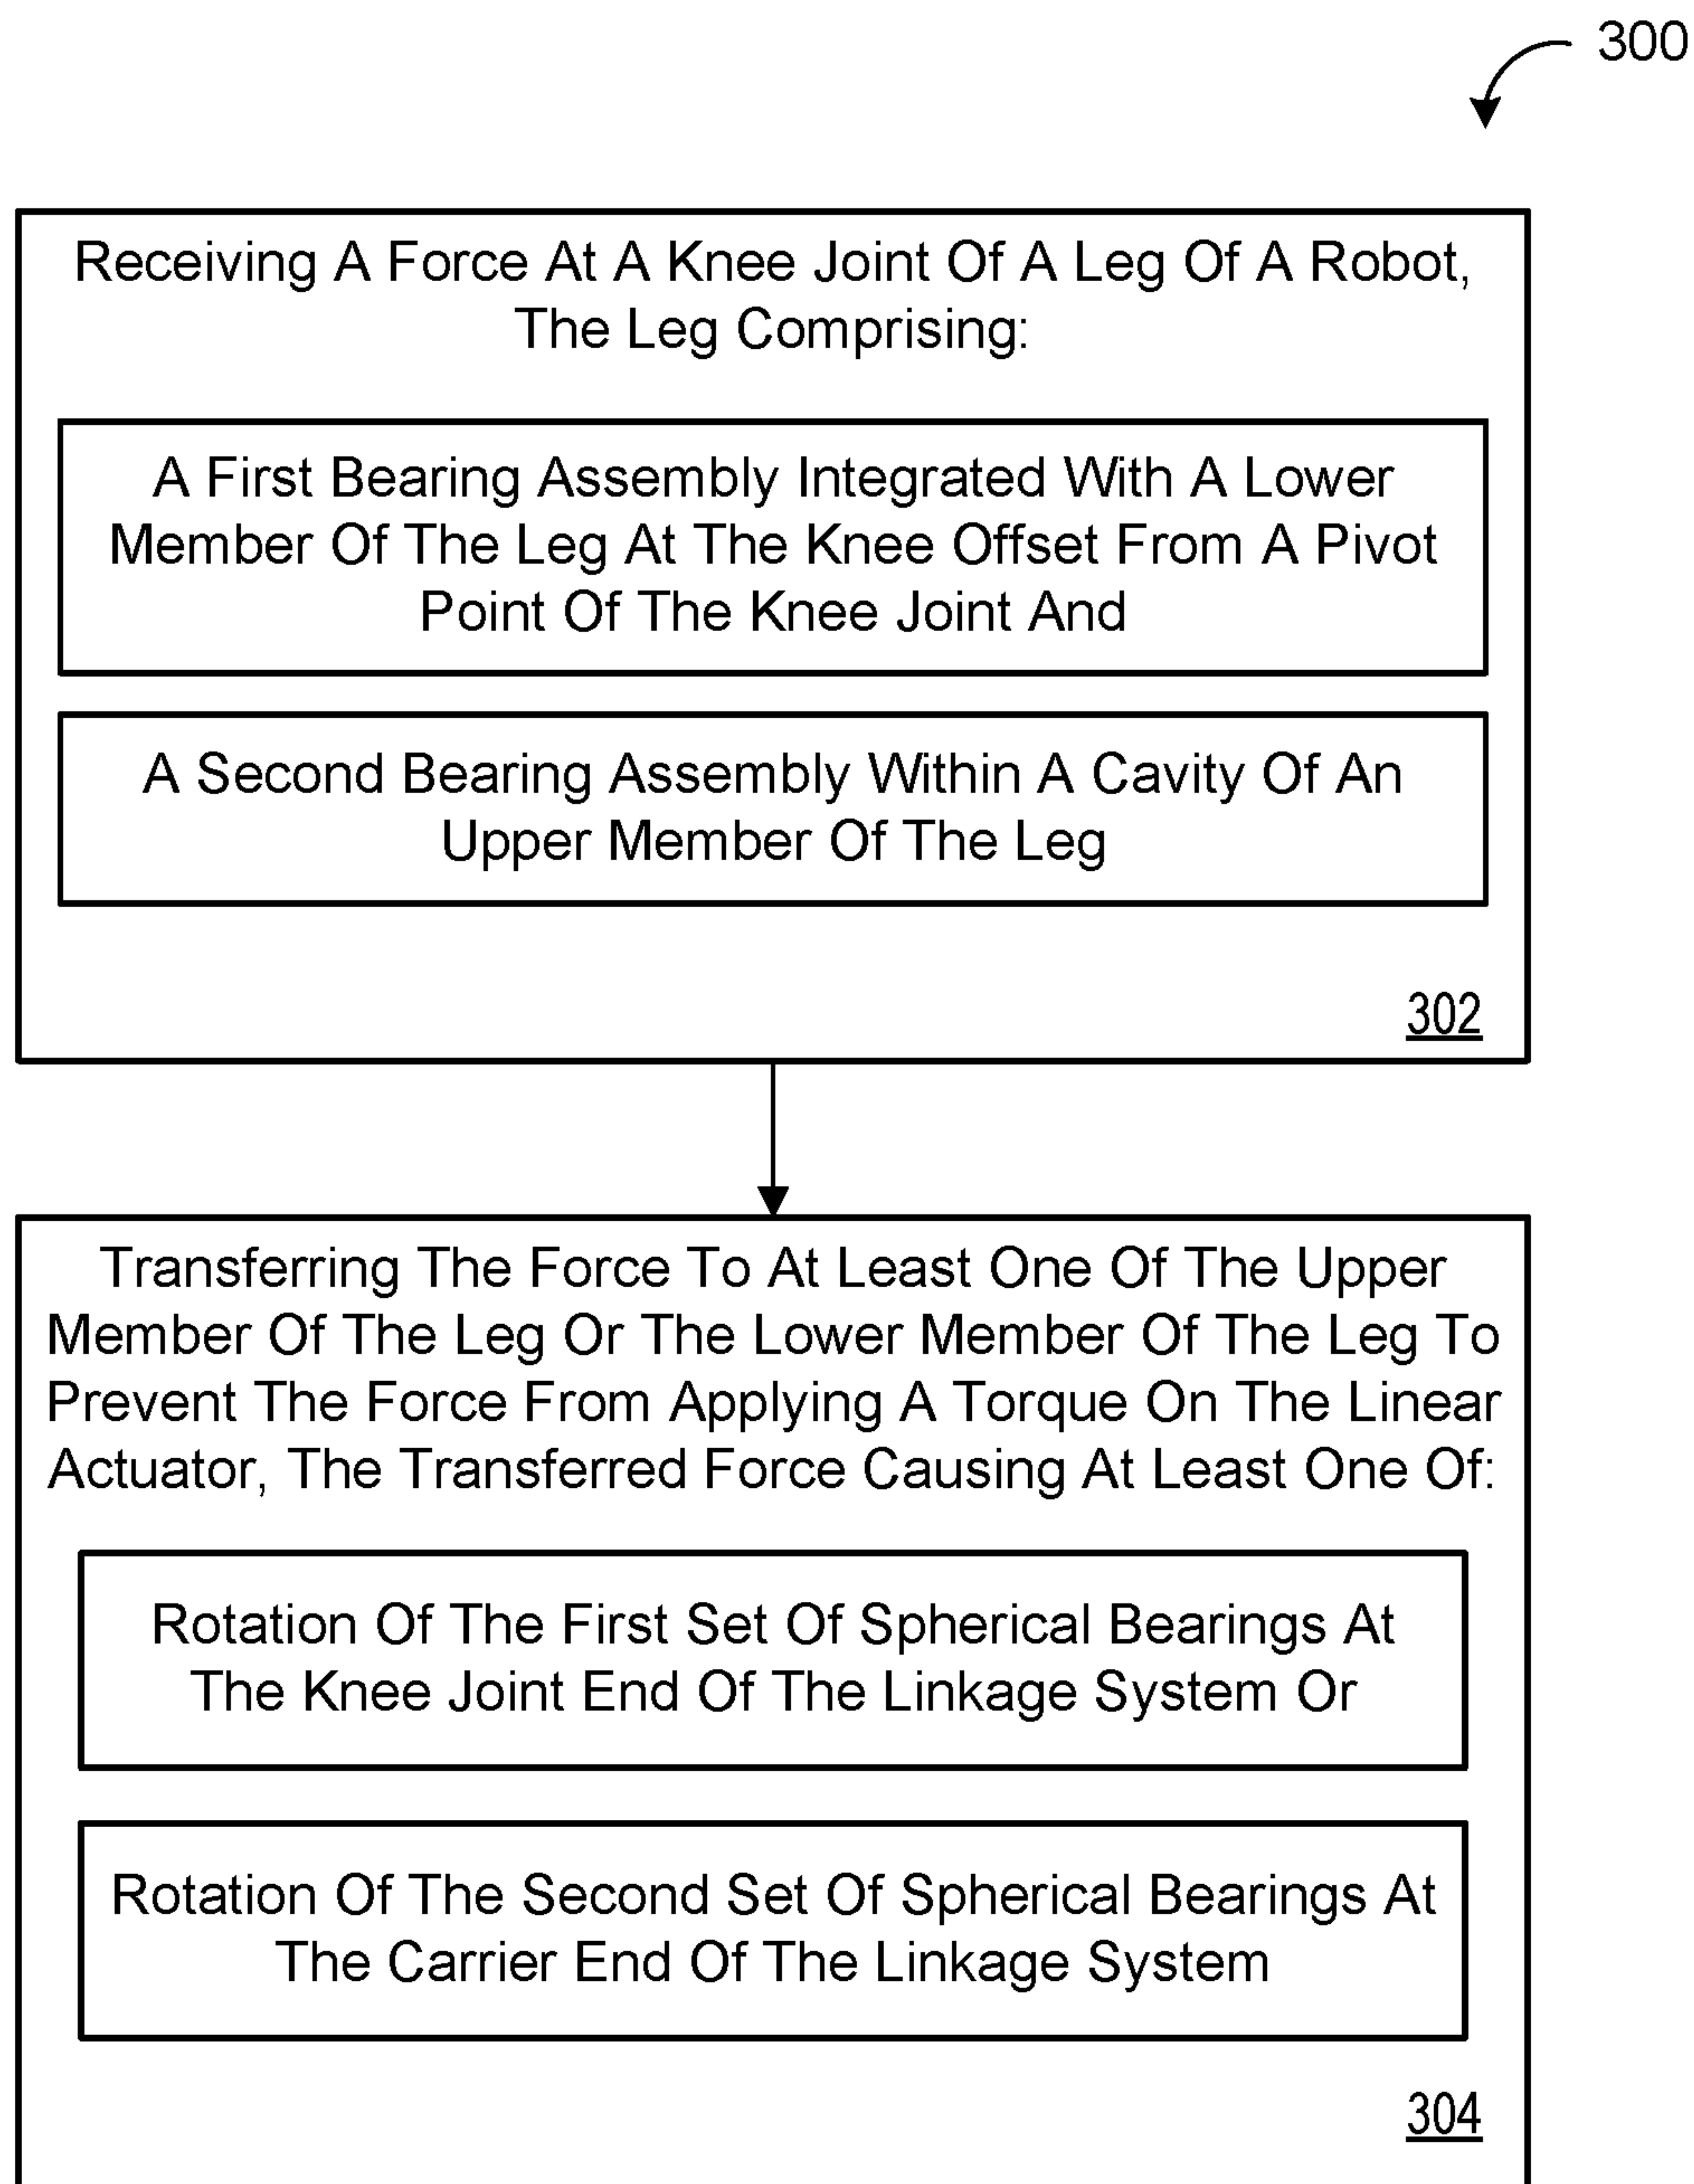 300
Receiving A Force At A Knee Joint Of A Leg Of A Robot,
The Leg Comprising:
A First Bearing Assembly Integrated With A Lower
Member Of The Leg At The Knee Offset From A Pivot
Point Of The Knee Joint And
A Second Bearing Assembly Within A Cavity Of An
Upper Member Of The Leg
302
Transferring The Force To At Least One Of The Upper
Member Of The Leg Or The Lower Member Of The Leg To
Prevent The Force From Applying A Torque On The Linear
Actuator, The Transferred Force Causing At Least One Of:
Rotation Of The First Set Of Spherical Bearings At
The Knee Joint End Of The Linkage System Or
Rotation Of The Second Set Of Spherical Bearings At
The Carrier End Of The Linkage System
304